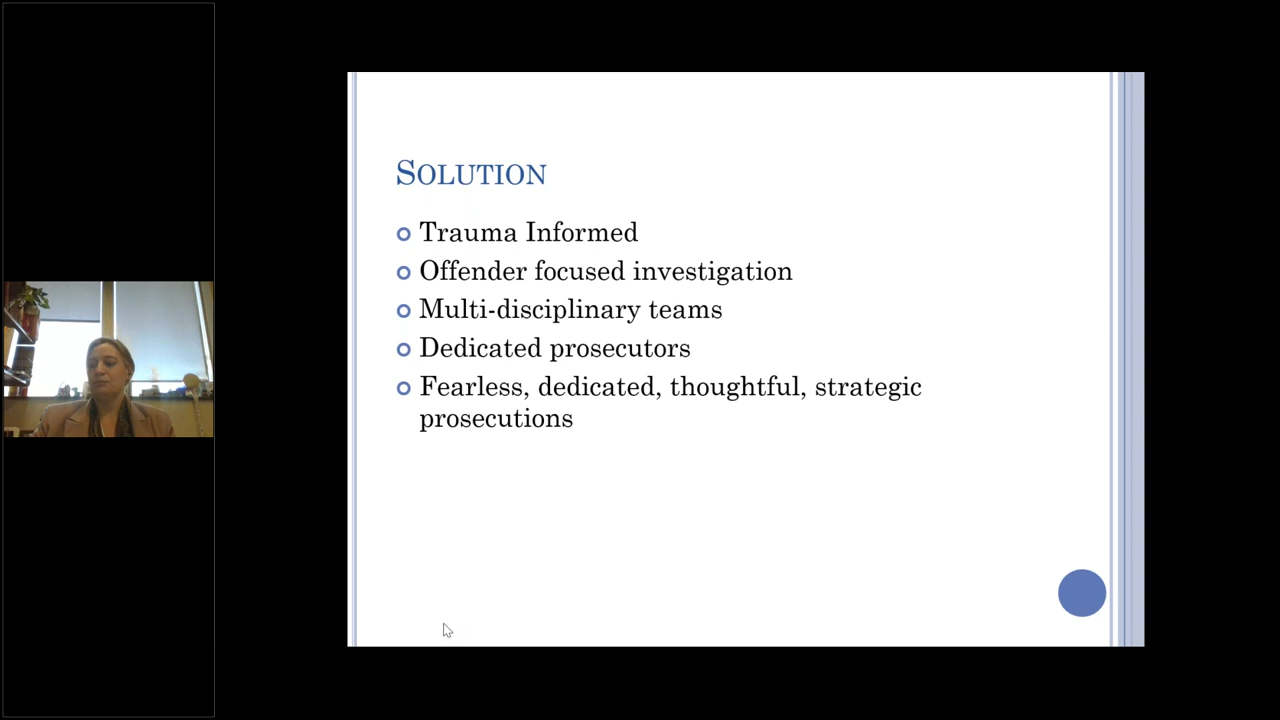 SOLUTION
Trauma Informed
Offender focused investigation
Multi-disciplinary teams
Dedicated prosecutors
Fearless, dedicated, thoughtful, strategic
prosecutions